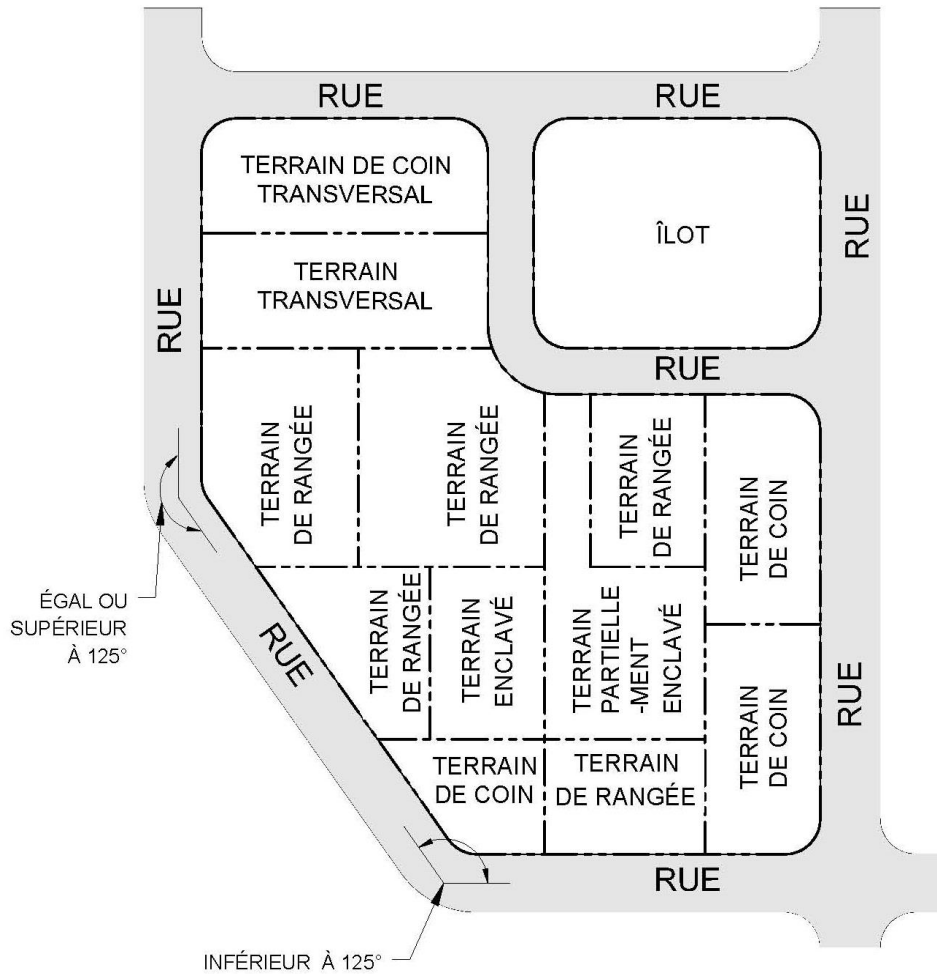 RUE
RUE
TERRAIN DE COIN
TRANSVERSAL
ÎLOT
RUE
TERRAIN
TRANSVERSAL
RUE
RUE
TERRAIN
DE RANGÉE
TERRAIN
DE RANGÉE
TERRAIN
DE RANGÉE
TERRAIN
DE COIN
ÉGAL OU
SUPÉRIEUR
À 125°
RUE
TERRAIN
DE RANGÉE
TERRAIN
ENCLAVÉ
TERRAIN
PARTIELLE
-MENT
ENCLAVÉ
TERRAIN
DE COIN
RUE
TERRAIN
DE COIN
TERRAIN
DE RANGÉE
RUE
INFÉRIEUR À 125°